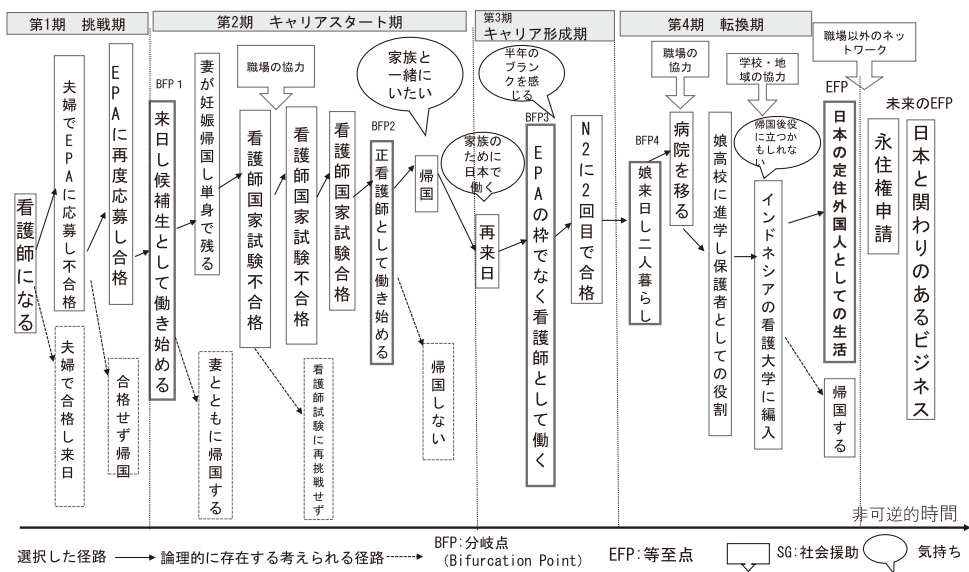 第1期 挑戦期
第2期 キャリアスタート期
第3期
キャリア形成期
第4期 転換期
職場以外のネッ
トワーク
看護師になる
夫婦でEPAに応募し不合格
夫婦で合格し来日
EPAに再度応募し合格
合格せず帰国
BFP 1
来日し候補生として働き始める
妻が妊娠帰国し単身で残る
妻とともに帰国する
職場の協力
看護師国家試験不合格
看護師国家試験不合格
看護師試験に再挑戦せず
看護師国家試験合格
BFP2
正看護師として働き始める
家族と
一緒に
いたい
帰国
帰国しない
家族の
ために
日本で
働く
再来日
半年の
ブラン
クを感
じる
BFP3
EPAの枠でなく看護師として働く
N2に2回目で合格
BFP4
娘来日し二人暮らし
職場の
協力
病院を移る
娘高校に進学し保護者としての役割
学校・地
域の協力
帰国後役
に立つか
もしれな
い
インドネシアの看護大学に編入
EFP
日本の定住外国人としての生活
帰国する
未来のEFP
永住権申請
日本と関わりのあるビジネス
非可逆的時間
選択した径路
論理的に存在する考えられる径路
BFP:分岐点
(Bifurcation Point)
EFP:等至点
SG:社会援助
気持ち